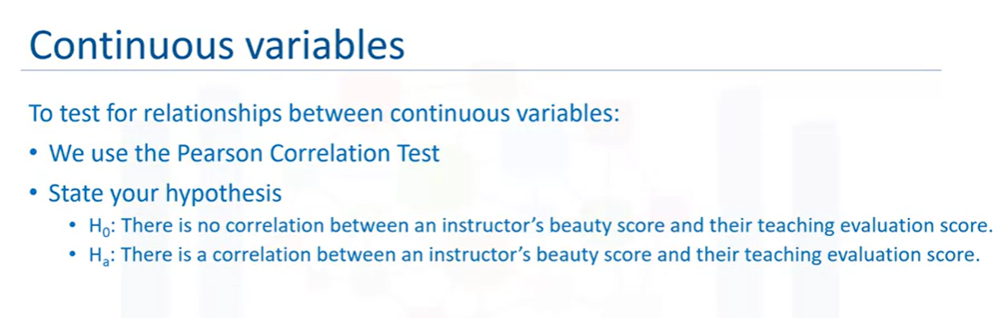 Continuous variables
To test for relationships between continuous variables:
• We use the Pearson Correlation Test
• State your hypothesis
• H₀: There is no correlation between an instructor’s beauty score and their teaching evaluation score.
• Hₐ: There is a correlation between an instructor’s beauty score and their teaching evaluation score.